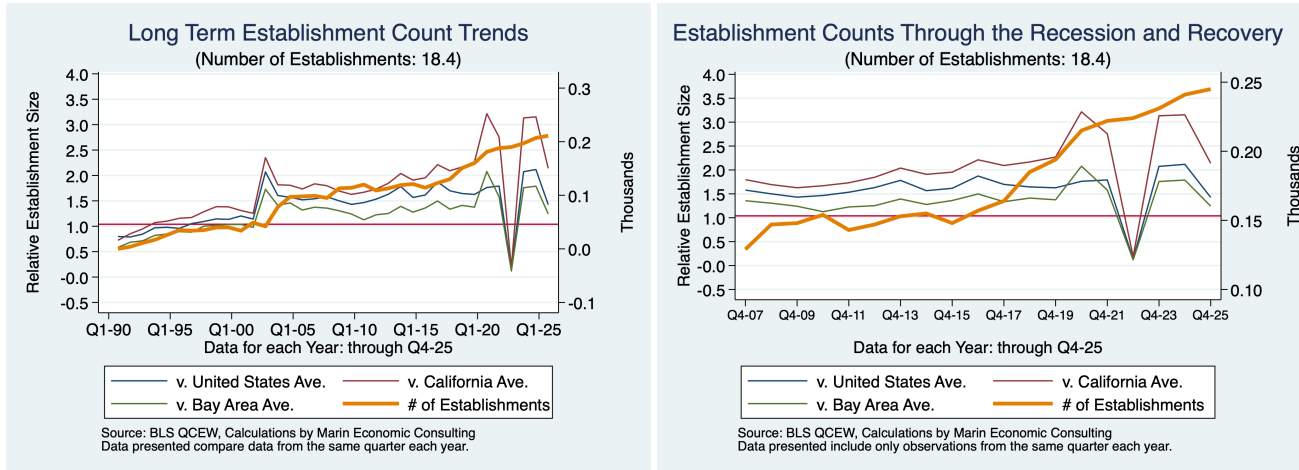 Long Term Establishment Count Trends
(Number of Establishments: 18.4)
Relative Establishment Size
4.0
3.5
3.0
2.5
2.0
1.5
1.0
0.5
-0.0
-0.5
0.3
0.2
0.1
0.0
-0.1
Thousands
Q1-90 Q1-95 Q1-00 Q1-05 Q1-10 Q1-15 Q1-20 Q1-25
Data for each Year: through Q4-25
v. United States Ave. v. California Ave.
v. Bay Area Ave. # of Establishments
Source: BLS QCEW, Calculations by Marin Economic Consulting
Data presented compare data from the same quarter each year.
Establishment Counts Through the Recession and Recovery
(Number of Establishments: 18.4)
Relative Establishment Size
4.0
3.5
3.0
2.5
2.0
1.5
1.0
0.5
-0.0
-0.5
0.25
0.20
0.15
0.10
Thousands
Q4-07 Q4-09 Q4-11 Q4-13 Q4-15 Q4-17 Q4-19 Q4-21 Q4-23 Q4-25
Data for each Year: through Q4-25
v. United States Ave. v. California Ave.
v. Bay Area Ave. # of Establishments
Source: BLS QCEW, Calculations by Marin Economic Consulting
Data presented include only observations from the same quarter each year.